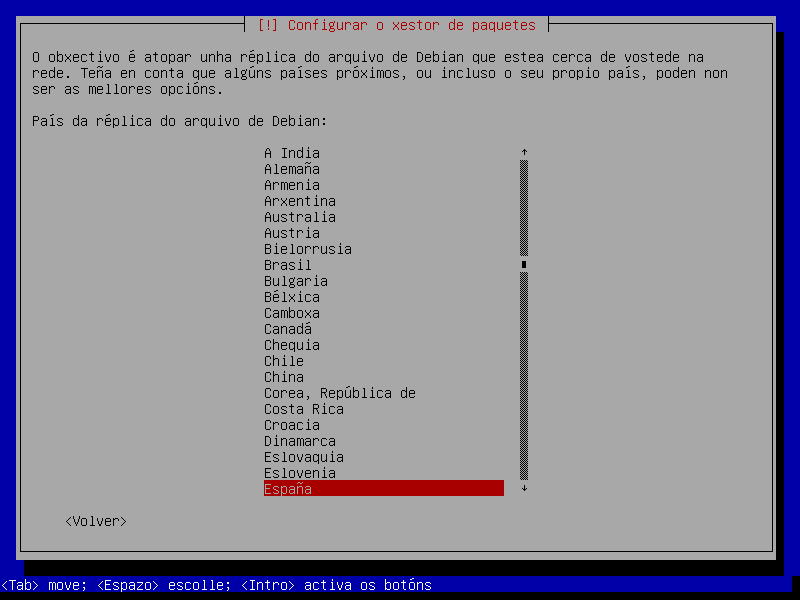 [!] Configurar o xestor de paquetes
O obxectivo é atopar unha réplica do arquivo de Debian que estea cerca de vostede na
rede. Teña en conta que algúns países próximos, ou incluso o seu propio país, poden non
ser as mellores opcións.
País da réplica do arquivo de Debian:
A India
Alemaña
Armenia
Arxentina
Australia
Austria
Bielorrusia
Brasil
Bulgaria
Bélxica
Camboxa
Canadá
Chequia
Chile
China
Corea, República de
Costa Rica
Croacia
Dinamarca
Eslovaquia
Eslovenia
España
<Volver>
<Tab> move; <Espazo> escolle; <Intro> activa os botóns